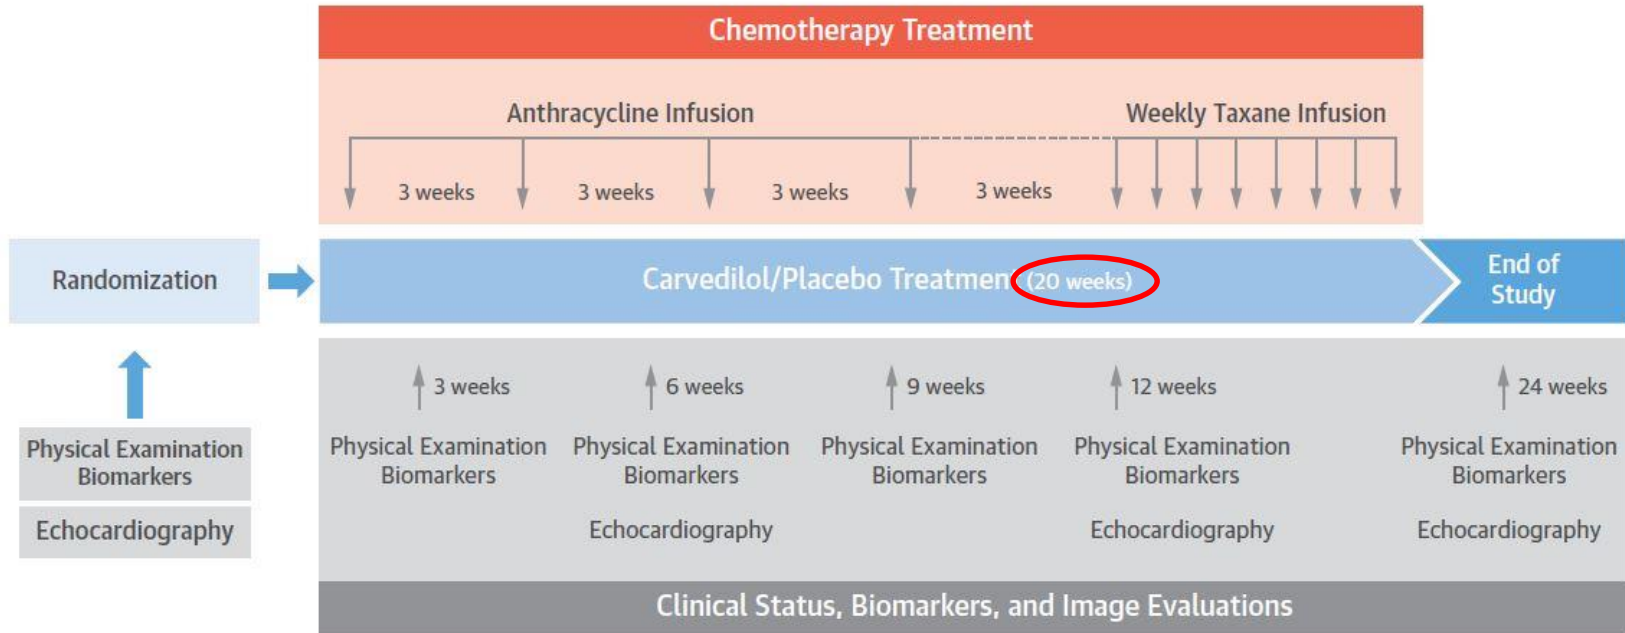 Chemotherapy Treatment
Anthracycline Infusion
Weekly Taxane Infusion
3 weeks
3 weeks
3 weeks
3 weeks
Randomization
Carvedilol/Placebo Treatmen (20 weeks)
End of
Study
3 weeks
6 weeks
9 weeks
12 weeks
24 weeks
Physical Examination
Biomarkers
Echocardiography
Physical Examination
Biomarkers
Physical Examination
Biomarkers
Echocardiography
Physical Examination
Biomarkers
Physical Examination
Biomarkers
Echocardiography
Physical Examination
Biomarkers
Echocardiography
Clinical Status, Biomarkers, and Image Evaluations